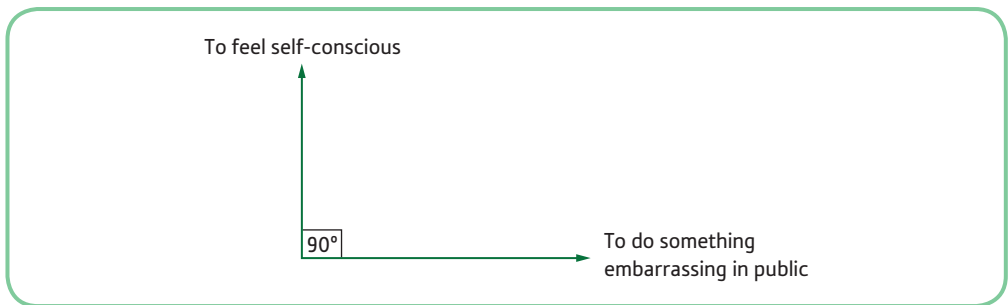 To feel self-conscious
90°
To do something
embarrassing in public